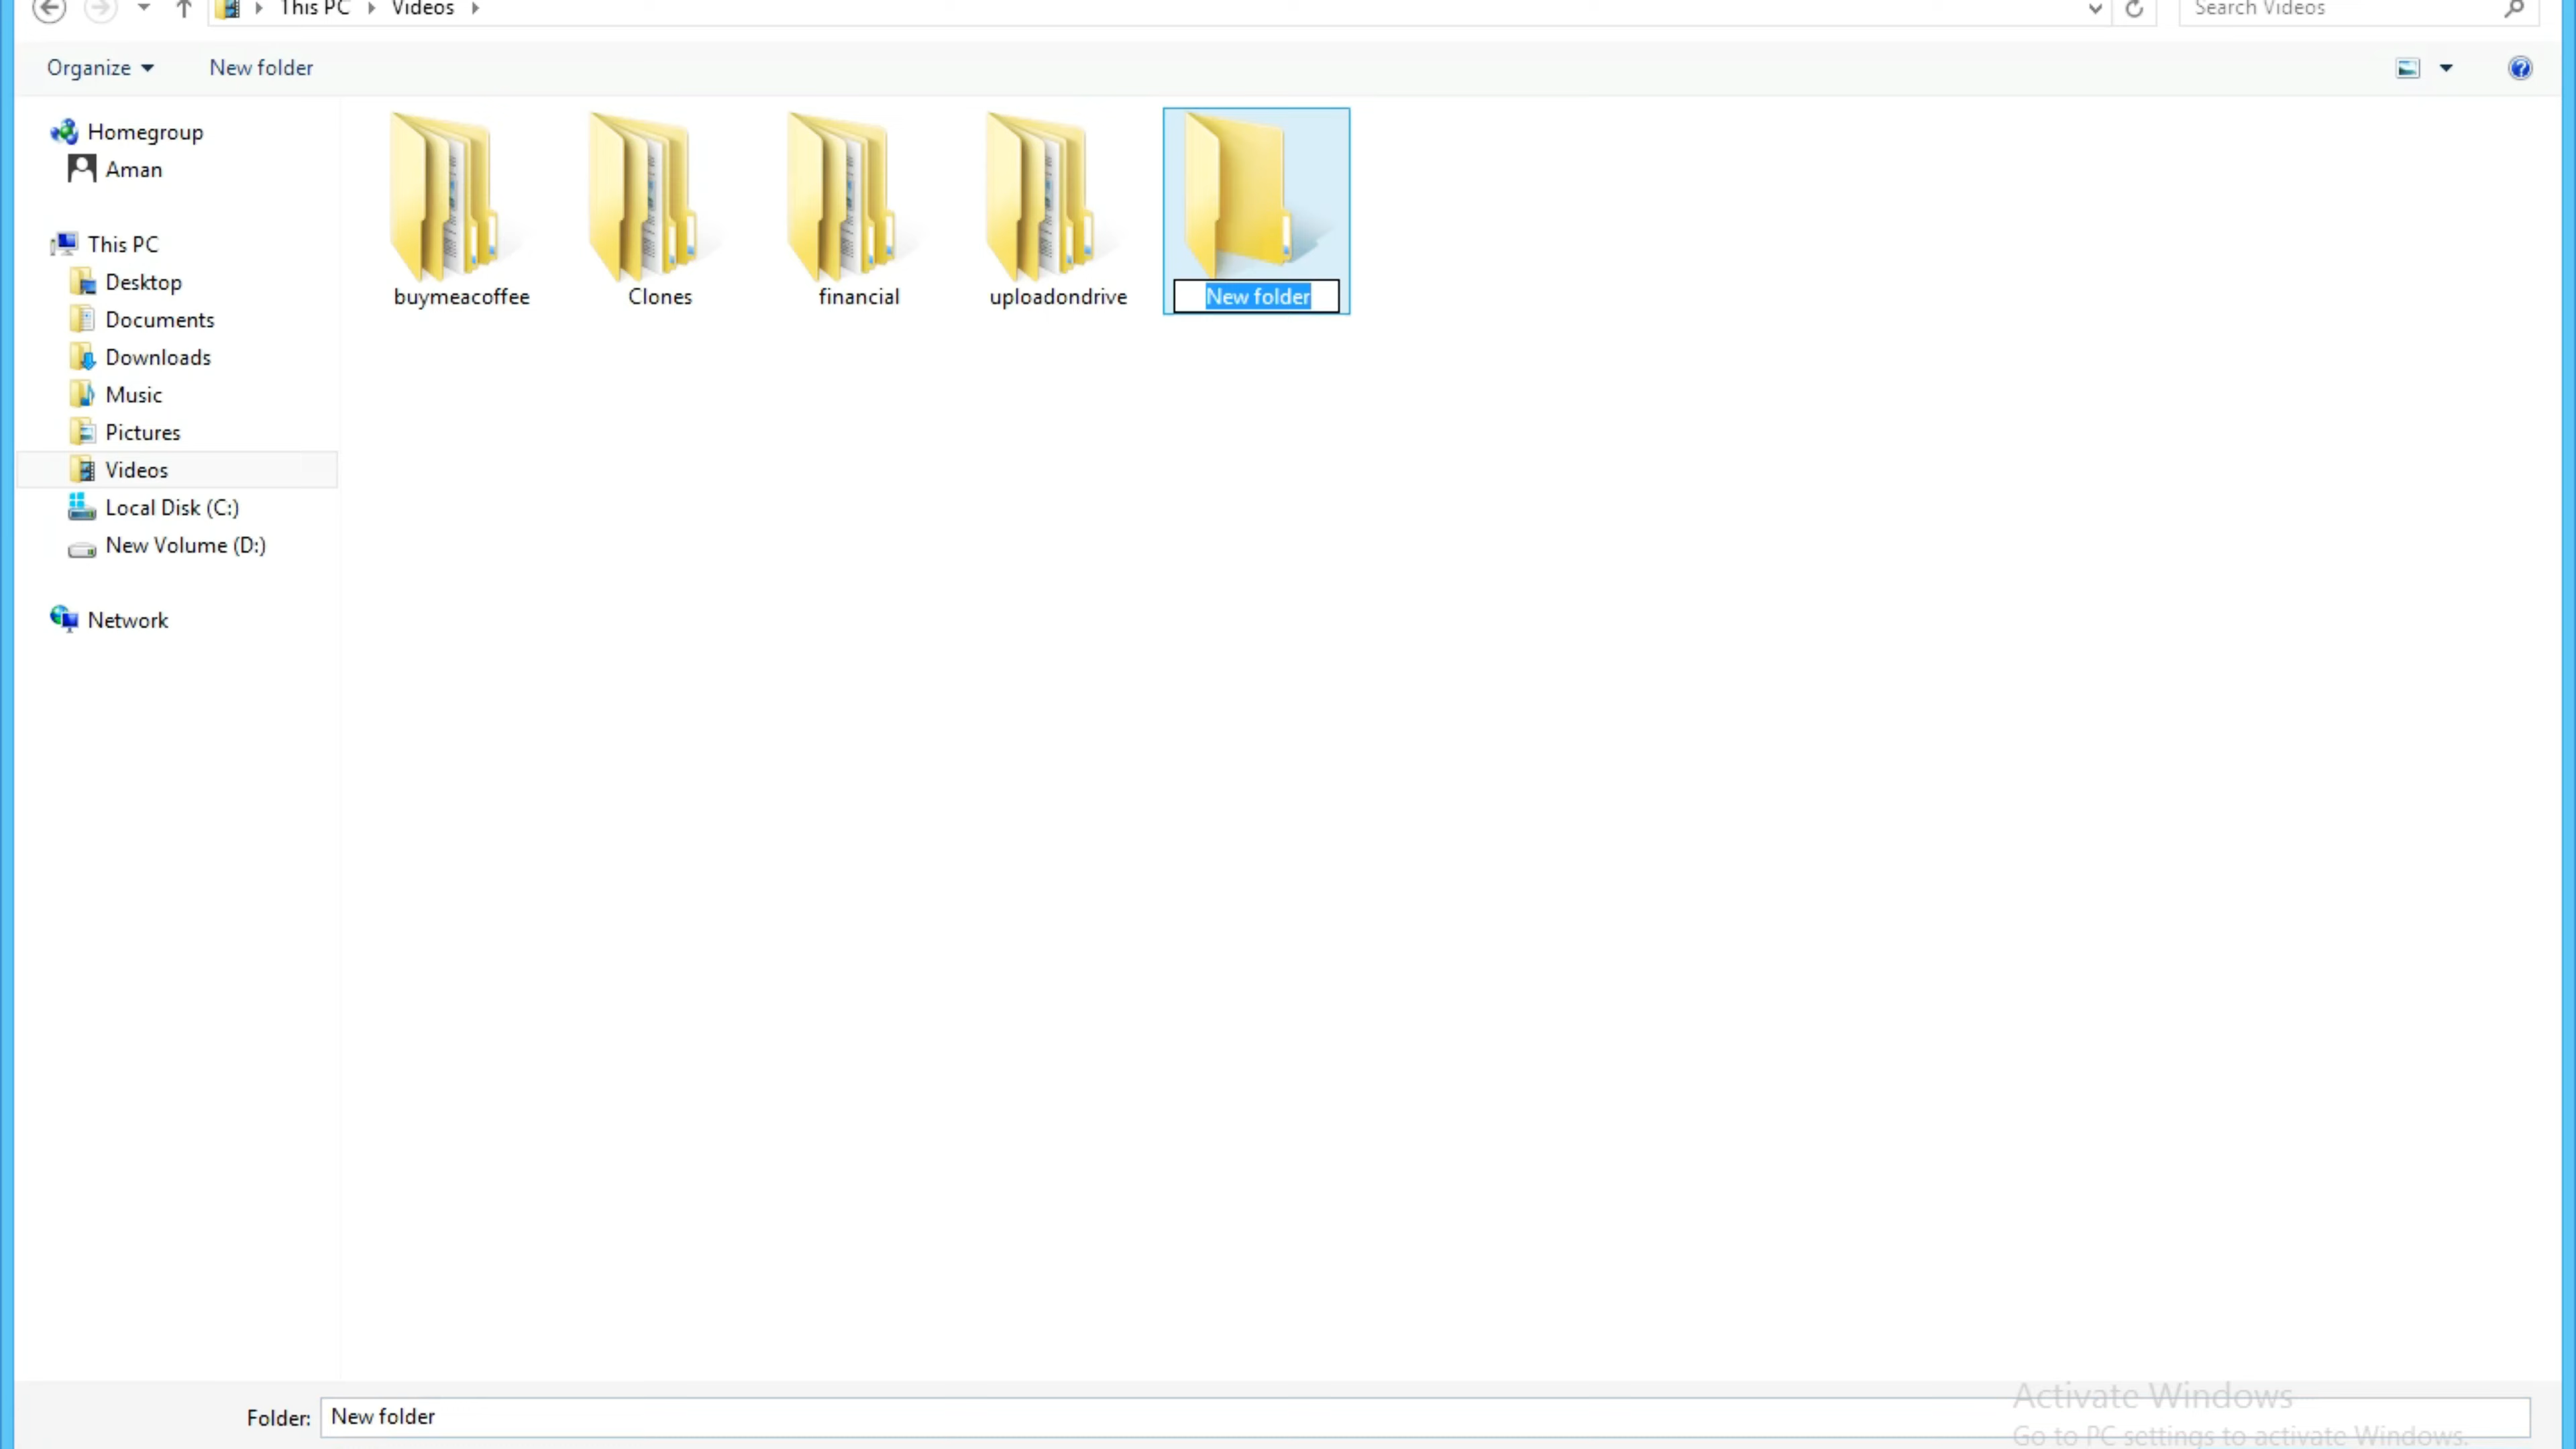 This PC Videos
Search Videos
Organize
New folder
Homegroup
Aman
This PC
Desktop
Documents
Downloads
Music
Pictures
Videos
Local Disk (C:)
New Volume (D:)
Network
buymeacoffee
Clones
financial
uploadondrive
New folder
Folder: New folder
Activate Windows
Go to PC settings to activate Windows.